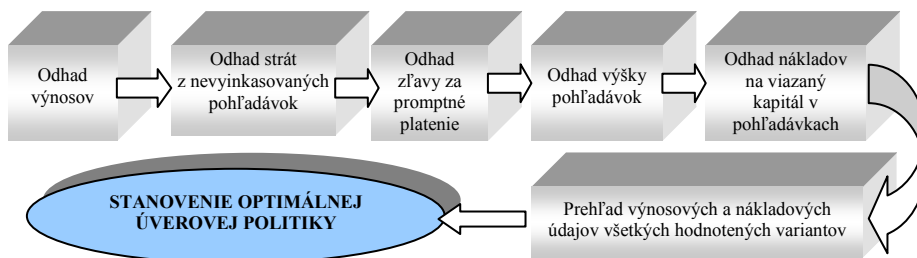 Odhad
výnosov
Odhad strát
z nevyinkasovaných
pohľadávok
Odhad
zľavy za
promptné
platenie
Odhad výšky
pohľadávok
Odhad nákladov
na viazaný
kapitál v
pohľadávkach
Prehľad výnosových a nákladových
údajov všetkých hodnotených variantov
STANOVENIE OPTIMÁLNEJ
ÚVEROVEJ POLITIKY